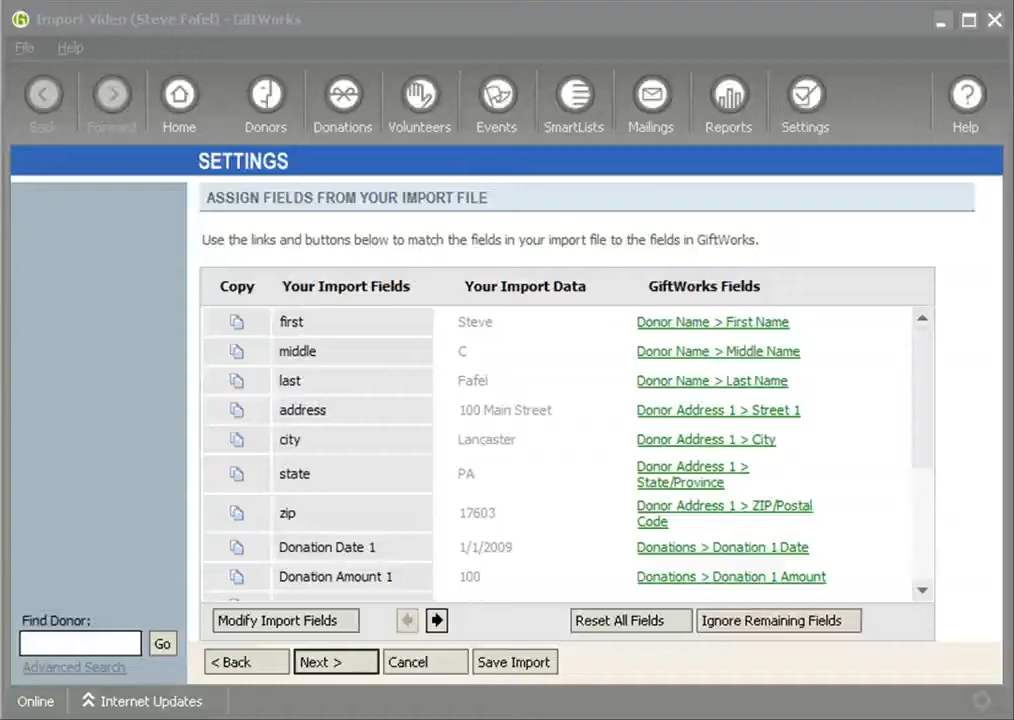 Import Video (Steve Fafel) - GiftWorks
File Help
Back Forward Home Donors Donations Volunteers Events SmartLists Mailings Reports Settings Help
SETTINGS
ASSIGN FIELDS FROM YOUR IMPORT FILE
Use the links and buttons below to match the fields in your import file to the fields in GiftWorks.
Copy Your Import Fields Your Import Data GiftWorks Fields
first Steve Donor Name > First Name
middle C Donor Name > Middle Name
last Fafel Donor Name > Last Name
address 100 Main Street Donor Address 1 > Street 1
city Lancaster Donor Address 1 > City
state PA Donor Address 1 >
State/Province
zip 17603 Donor Address 1 > ZIP/Postal
Code
Donation Date 1 1/1/2009 Donations > Donation 1 Date
Donation Amount 1 100 Donations > Donation 1 Amount
Modify Import Fields Reset All Fields Ignore Remaining Fields
Find Donor:
Go
Advanced Search
< Back Next > Cancel Save Import
Online Internet Updates